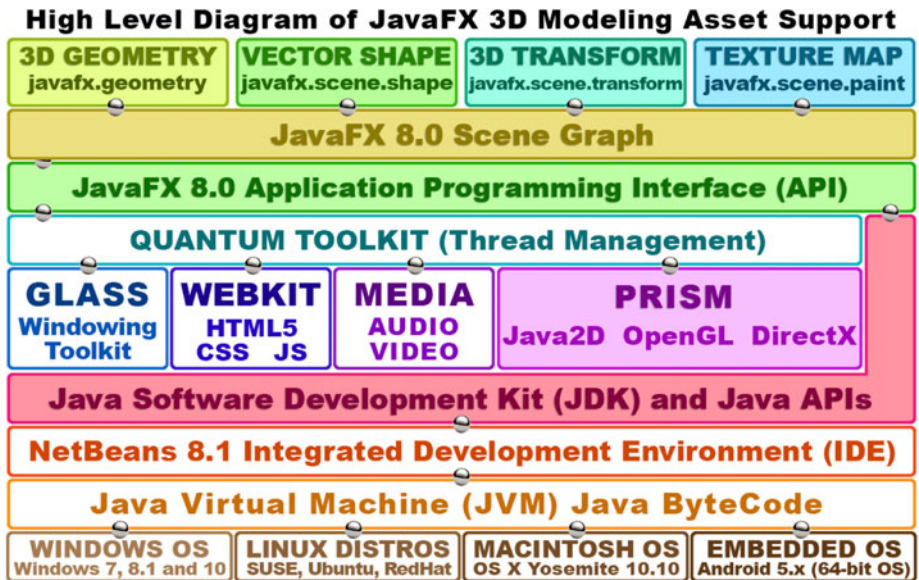 High Level Diagram of JavaFX 3D Modeling Asset Support
3D GEOMETRY
javafx.geometry
VECTOR SHAPE
javafx.scene.shape
3D TRANSFORM
javafx.scene.transform
TEXTURE MAP
javafx.scene.paint
JavaFX 8.0 Scene Graph
JavaFX 8.0 Application Programming Interface (API)
QUANTUM TOOLKIT (Thread Management)
GLASS
Windowing
Toolkit
WEBKIT
HTML5
CSS JS
MEDIA
AUDIO
VIDEO
PRISM
Java2D OpenGL DirectX
Java Software Development Kit (JDK) and Java APIs
NetBeans 8.1 Integrated Development Environment (IDE)
Java Virtual Machine (JVM) Java ByteCode
WINDOWS OS
Windows 7, 8.1 and 10
LINUX DISTROS
SUSE, Ubuntu, RedHat
MACINTOSH OS
OS X Yosemite 10.10
EMBEDDED OS
Android 5.x (64-bit OS)